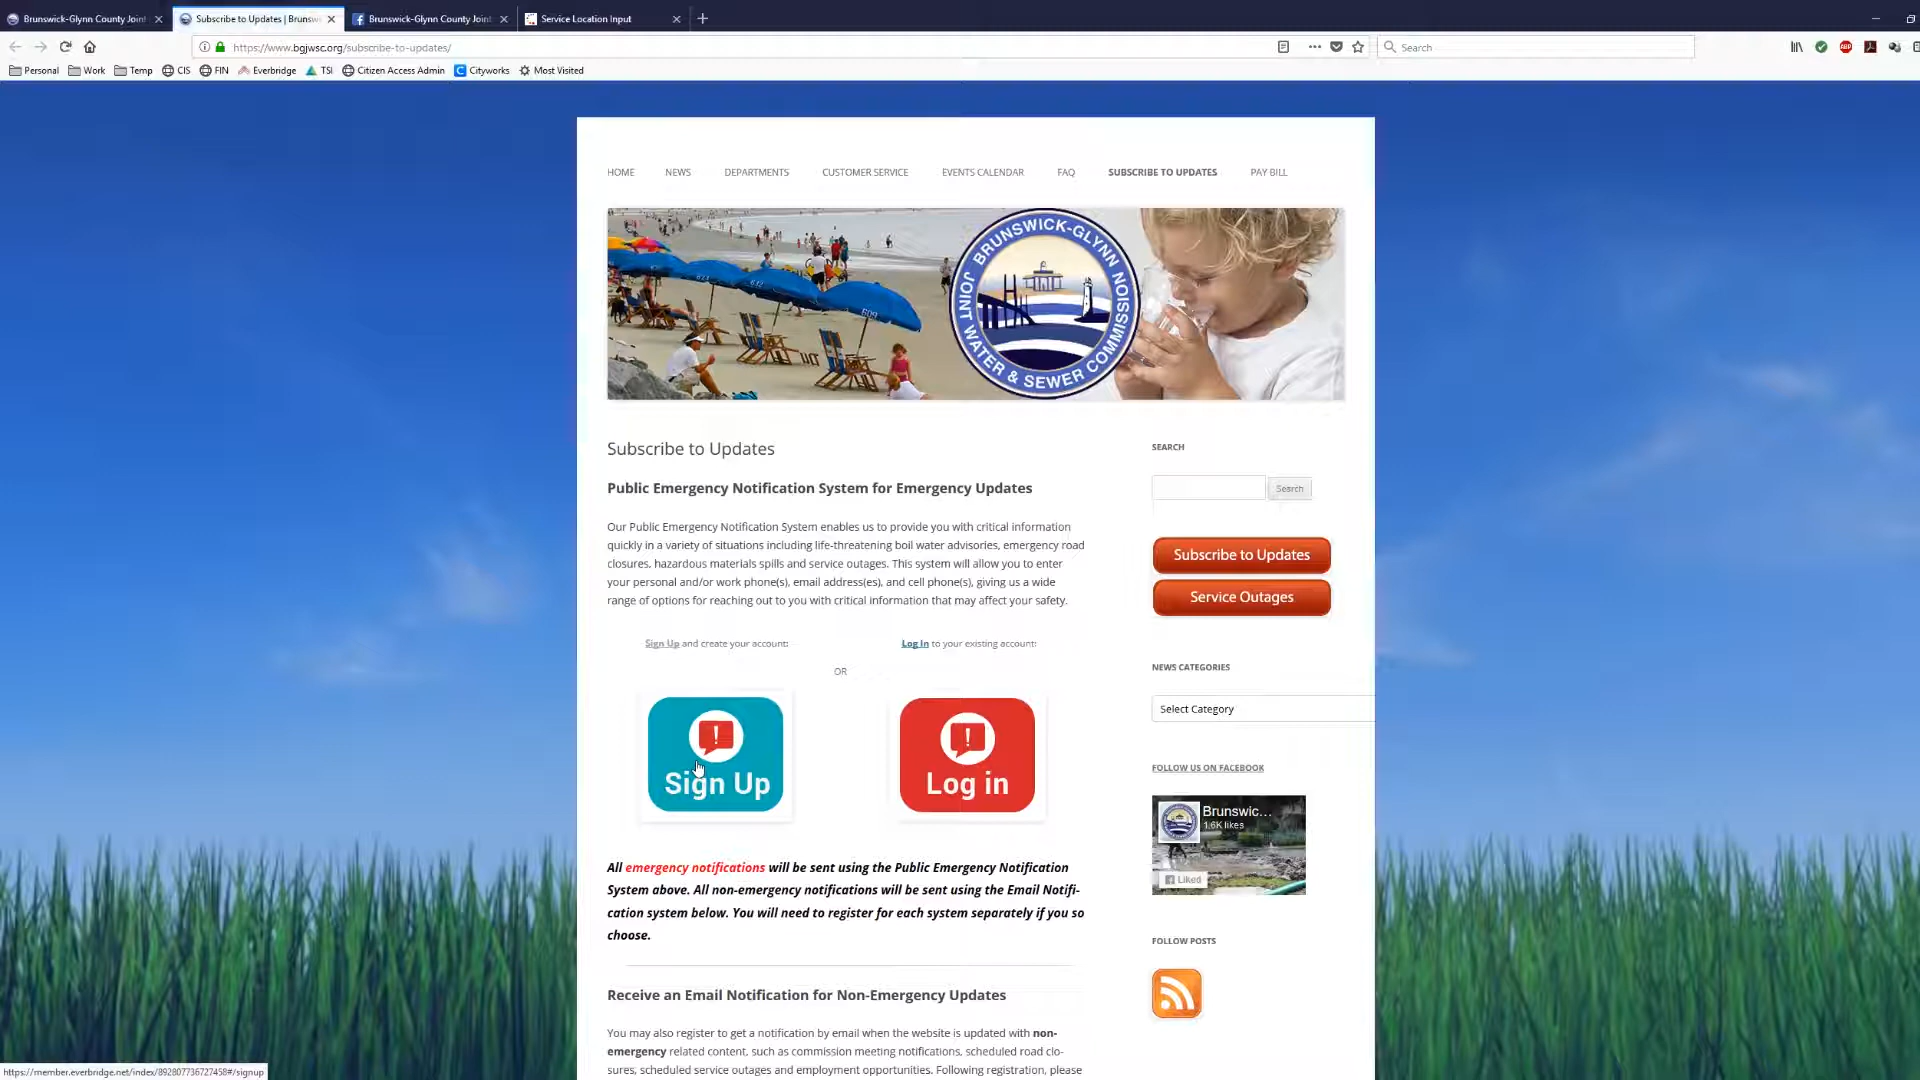 Brunswick-Glynn County Joint
Subscribe to Updates | Brunsw
Brunswick-Glynn County Joint
Service Location Input
https://www.bgjwsc.org/subscribe-to-updates/
Search
Personal
Work
Temp
CIS
FIN
Everbridge
TSI
Citizen Access Admin
Cityworks
Most Visited
HOME
NEWS
DEPARTMENTS
CUSTOMER SERVICE
EVENTS CALENDAR
FAQ
SUBSCRIBE TO UPDATES
PAY BILL
609
BRUNSWICK-GLYNN
JOINT WATER & SEWER COMMISSION
Subscribe to Updates
Public Emergency Notification System for Emergency Updates
Our Public Emergency Notification System enables us to provide you with critical information
quickly in a variety of situations including life-threatening boil water advisories, emergency road
closures, hazardous materials spills and service outages. This system will allow you to enter
your personal and/or work phone(s), email address(es), and cell phone(s), giving us a wide
range of options for reaching out to you with critical information that may affect your safety.
Sign Up and create your account:
Log In to your existing account:
OR
!
Sign Up
!
Log in
All emergency notifications will be sent using the Public Emergency Notification
System above. All non-emergency notifications will be sent using the Email Notifi-
cation system below. You will need to register for each system separately if you so
choose.
Receive an Email Notification for Non-Emergency Updates
You may also register to get a notification by email when the website is updated with non-
emergency related content, such as commission meeting notifications, scheduled road clo-
sures, scheduled service outages and employment opportunities. Following registration, please
SEARCH
Search
Subscribe to Updates
Service Outages
NEWS CATEGORIES
Select Category
FOLLOW US ON FACEBOOK
Brunswic...
1.6K likes
Liked
FOLLOW POSTS
https://member.everbridge.net/index/892807736727458#/signup